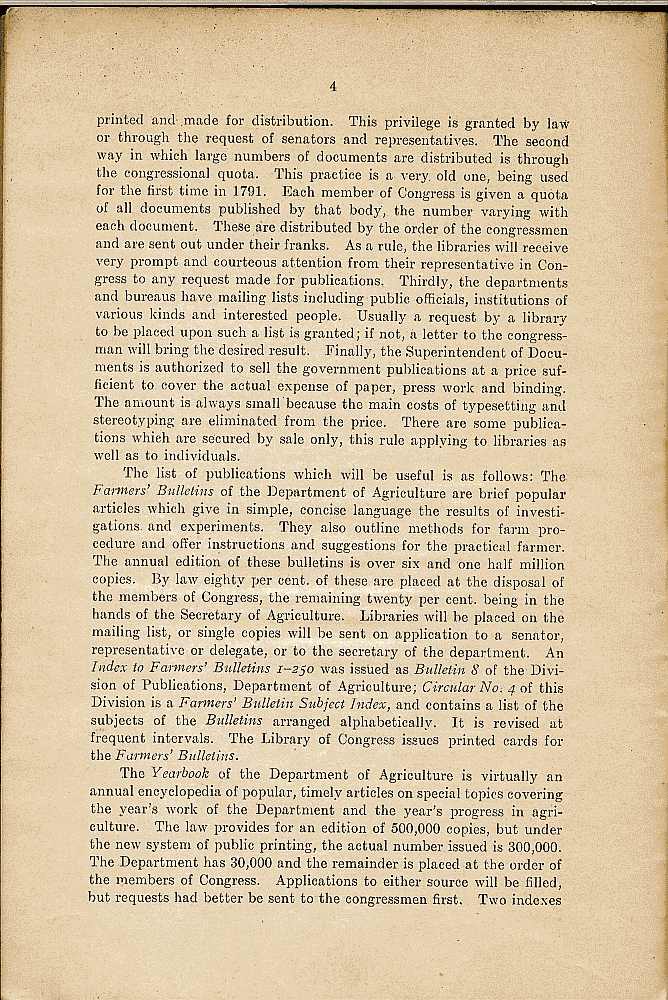 4
printed and made for distribution. This privilege is granted by law
or through the request of senators and representatives. The second
way in which large numbers of documents are distributed is through
the congressional quota. This practice is a very old one, being used
for the first time in 1791. Each member of Congress is given a quota
of all documents published by that body, the number varying with
each document. These are distributed by the order of the congressmen
and are sent out under their franks. As a rule, the libraries will receive
very prompt and courteous attention from their representative in Con-
gress to any request made for publications. Thirdly, the departments
and bureaus have mailing lists including public officials, institutions of
various kinds and interested people. Usually a request by a library
to be placed upon such a list is granted; if not, a letter to the congress-
man will bring the desired result. Finally, the Superintendent of Docu-
ments is authorized to sell the government publications at a price suf-
ficient to cover the actual expense of paper, press work and binding.
The amount is always small because the main costs of typesetting and
stereotyping are eliminated from the price. There are some publica-
tions which are secured by sale only, this rule applying to libraries as
well as to individuals.
The list of publications which will be useful is as follows: The
Farmers' Bulletins of the Department of Agriculture are brief popular
articles which give in simple, concise language the results of investi-
gations and experiments. They also outline methods for farm pro-
cedure and offer instructions and suggestions for the practical farmer.
The annual edition of these bulletins is over six and one half million
copies. By law eighty per cent. of these are placed at the disposal of
the members of Congress, the remaining twenty per cent. being in the
hands of the Secretary of Agriculture. Libraries will be placed on the
mailing list, or single copies will be sent on application to a senator,
representative or delegate, or to the secretary of the department. An
Index to Farmers' Bulletins 1–250 was issued as Bulletin 8 of the Divi-
sion of Publications, Department of Agriculture; Circular No. 4 of this
Division is a Farmers' Bulletin Subject Index, and contains a list of the
subjects of the Bulletins arranged alphabetically. It is revised at
frequent intervals. The Library of Congress issues printed cards for
the Farmers' Bulletins.
The Yearbook of the Department of Agriculture is virtually an
annual encyclopedia of popular, timely articles on special topics covering
the year's work of the Department and the year's progress in agri-
culture. The law provides for an edition of 500,000 copies, but under
the new system of public printing, the actual number issued is 300,000.
The Department has 30,000 and the remainder is placed at the order of
the members of Congress. Applications to either source will be filled,
but requests had better be sent to the congressmen first. Two indexes